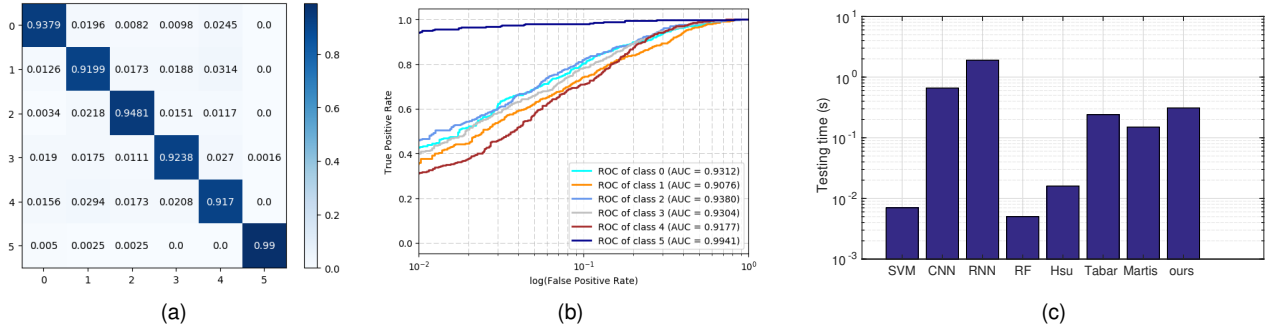 0
0.9379 0.0196 0.0082 0.0098 0.0245 0.0
1
0.0126 0.9199 0.0173 0.0188 0.0314 0.0
2
0.0034 0.0218 0.9481 0.0151 0.0117 0.0
3
0.019 0.0175 0.0111 0.9238 0.027 0.0016
4
0.0156 0.0294 0.0173 0.0208 0.917 0.0
5
0.005 0.0025 0.0025 0.0 0.0 0.99
0 1 2 3 4 5
0.8
0.6
0.4
0.2
0.0
(a)
True Positive Rate
1.0
0.8
0.6
0.4
0.2
0.0
ROC of class 0 (AUC = 0.9312)
ROC of class 1 (AUC = 0.9076)
ROC of class 2 (AUC = 0.9380)
ROC of class 3 (AUC = 0.9304)
ROC of class 4 (AUC = 0.9177)
ROC of class 5 (AUC = 0.9941)
10⁻² 10⁻¹ 10⁰
log(False Positive Rate)
(b)
Testing time (s)
10¹
10⁰
10⁻¹
10⁻²
10⁻³
SVM CNN RNN RF Hsu Tabar Martis ours
(c)